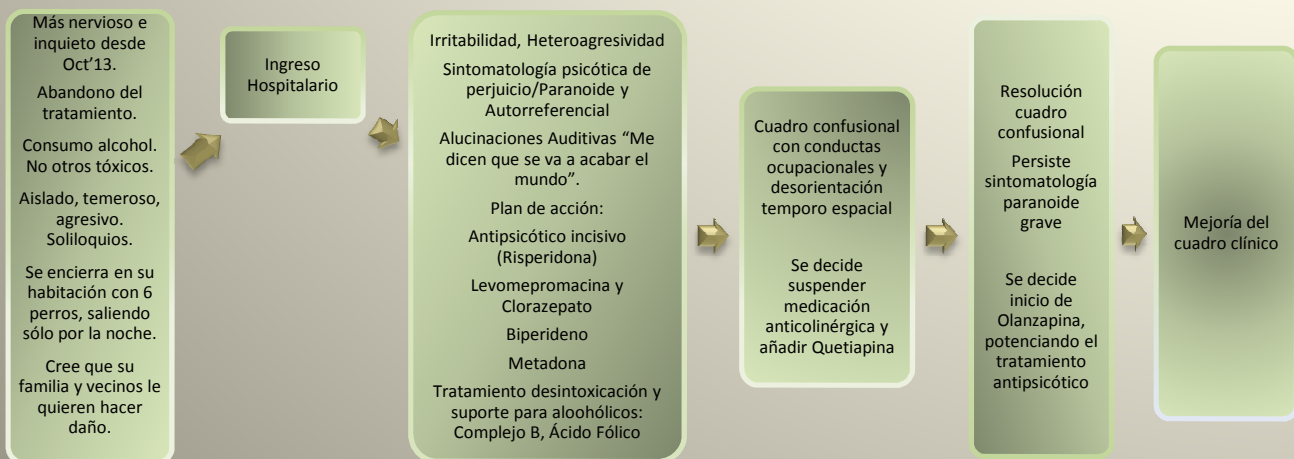 Más nervioso e
inquieto desde
Oct’13.
Abandono del
tratamiento.
Consumo alcohol.
No otros tóxicos.
Aislado, temeroso,
agresivo.
Soliloquios.
Se encierra en su
habitación con 6
perros, saliendo
sólo por la noche.
Cree que su
familia y vecinos le
quieren hacer
daño.
Ingreso
Hospitalario
Irritabilidad, Heteroagresividad
Sintomatología psicótica de
perjuicio/Paranoide y
Autorreferencial
Alucinaciones Auditivas “Me
dicen que se va a acabar el
mundo”.
Plan de acción:
Antipsicótico incisivo
(Risperidona)
Levomepromacina y
Clorazepato
Biperideno
Metadona
Tratamiento desintoxicación y
suporte para aloohólicos:
Complejo B, Ácido Fólico
Cuadro confusional
con conductas
ocupacionales y
desorientación
temporo espacial
Se decide
suspender
medicación
anticolinérgica y
añadir Quetiapina
Resolución
cuadro
confusional
Persiste
sintomatología
paranoide
grave
Se decide
inicio de
Olanzapina,
potenciando el
tratamiento
antipsicótico
Mejoría del
cuadro clínico